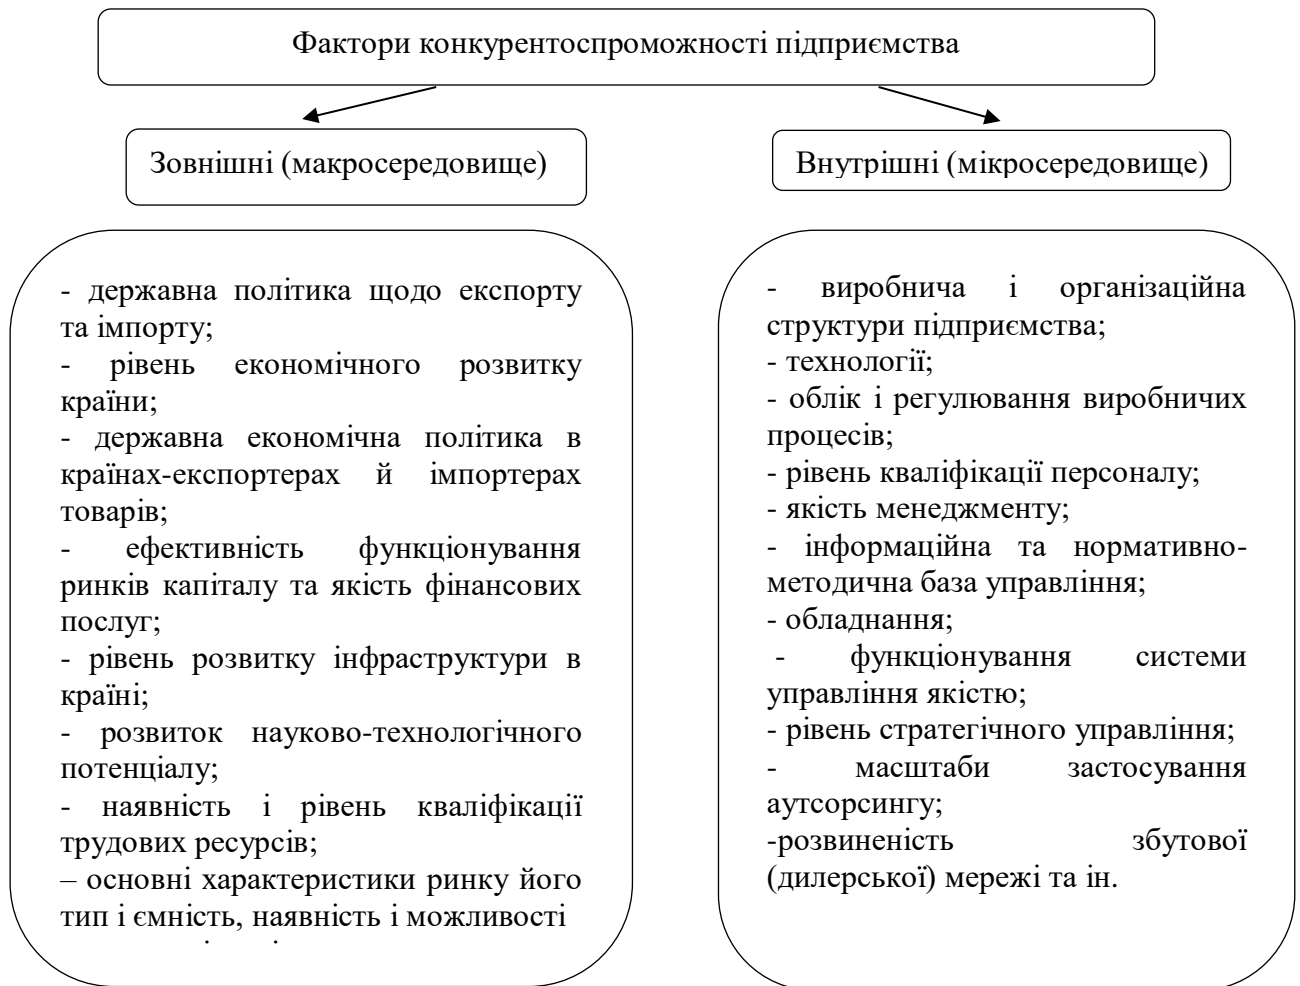 Фактори конкурентоспроможності підприємства
Зовнішні (макросередовище)
Внутрішні (мікросередовище)
- державна політика щодо експорту
та імпорту;
- рівень економічного розвитку
країни;
- державна економічна політика в
країнах-експортерах й імпортерах
товарів;
- ефективність функціонування
ринків капіталу та якість фінансових
послуг;
- рівень розвитку інфраструктури в
країні;
- розвиток науково-технологічного
потенціалу;
- наявність і рівень кваліфікації
трудових ресурсів;
– основні характеристики ринку його
тип і ємність, наявність і можливості
- виробнича і організаційна
структури підприємства;
- технології;
- облік і регулювання виробничих
процесів;
- рівень кваліфікації персоналу;
- якість менеджменту;
- інформаційна та нормативно-
методична база управління;
- обладнання;
- функціонування системи
управління якістю;
- рівень стратегічного управління;
- масштаби застосування
аутсорсингу;
-розвиненість збутової
(дилерської) мережі та ін.